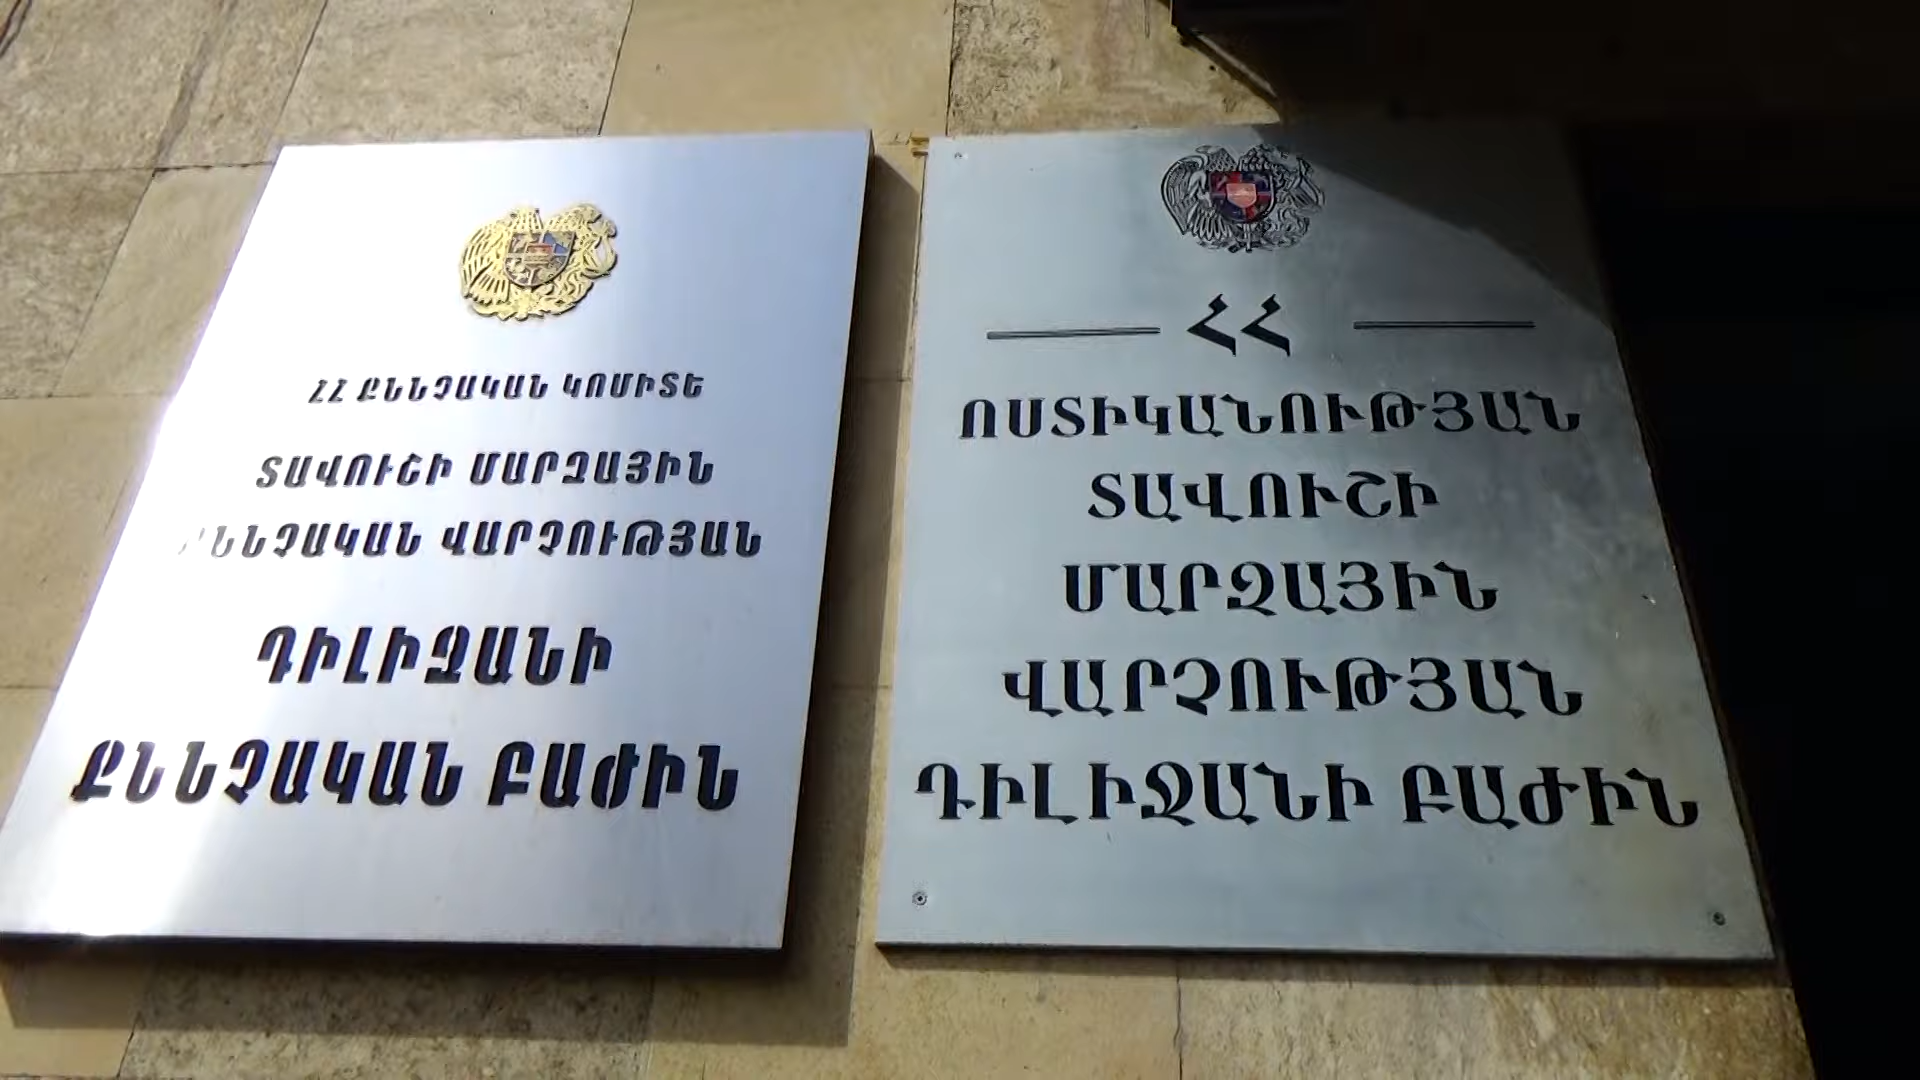 ՀՀ ՔՆՆՉԱԿԱՆ ԿՈՄԻՏԵ
ՏԱՎՈՒՇԻ ՄԱՐԶԱՅԻՆ
ՔՆՆՉԱԿԱՆ ՎԱՐՉՈՒԹՅԱՆ
ԴԻԼԻՋԱՆԻ
ՔՆՆՉԱԿԱՆ ԲԱԺԻՆ
ՀՀ
ՈՍՏԻԿԱՆՈՒԹՅԱՆ
ՏԱՎՈՒՇԻ
ՄԱՐԶԱՅԻՆ
ՎԱՐՉՈՒԹՅԱՆ
ԴԻԼԻՋԱՆԻ ԲԱԺԻՆ